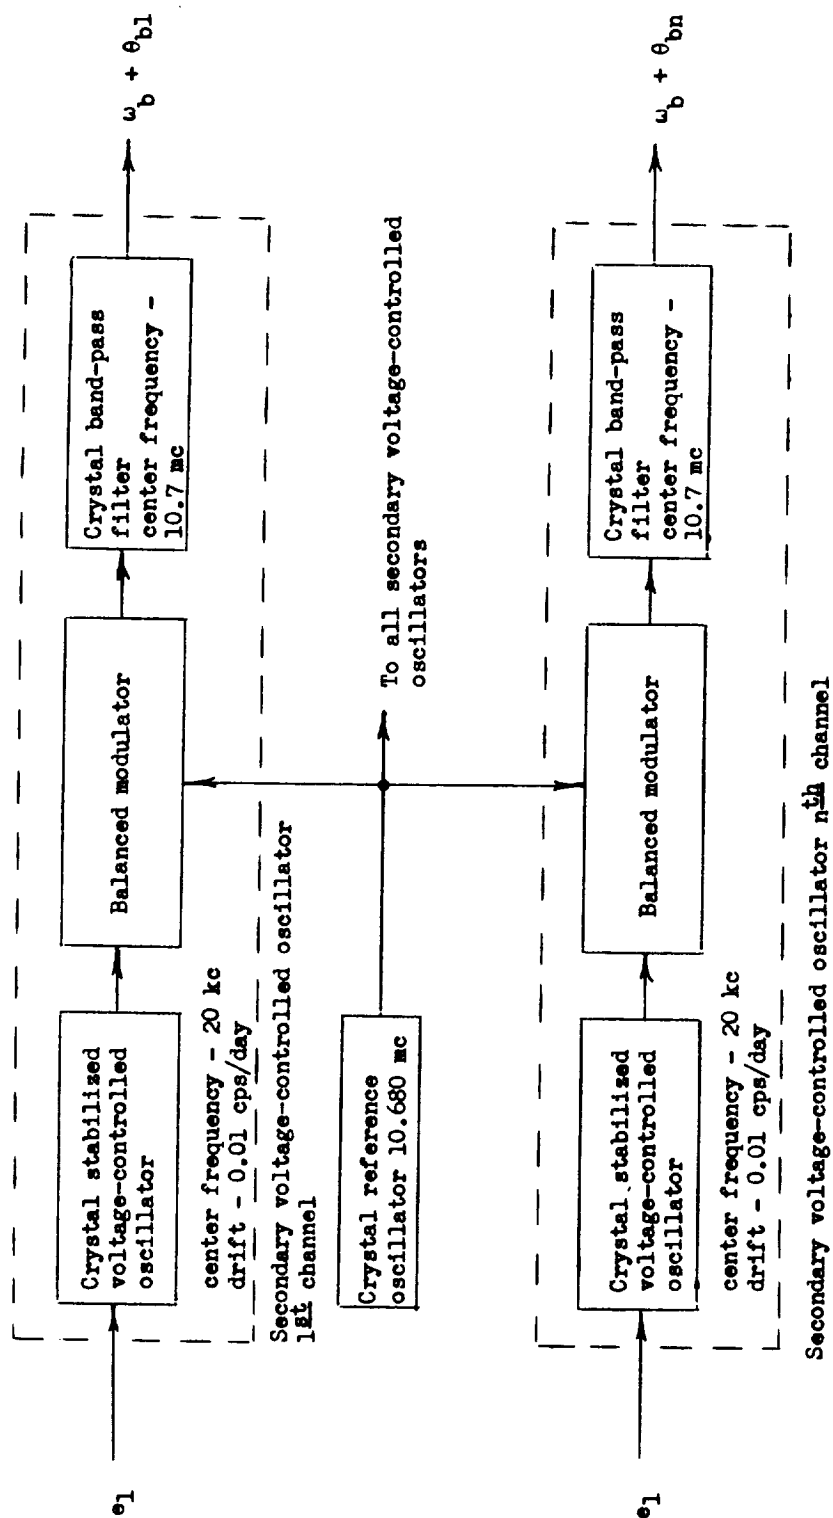 e1
Crystal stabilized
voltage-controlled
oscillator
center frequency - 20 kc
drift - 0.01 cps/day
Balanced modulator
Crystal band-pass
filter
center frequency -
10.7 mc
ω_b + θ_b1
Secondary voltage-controlled oscillator
1st channel
Crystal reference
oscillator 10.680 mc
To all secondary voltage-controlled
oscillators
e1
Crystal stabilized
voltage-controlled
oscillator
center frequency - 20 kc
drift - 0.01 cps/day
Balanced modulator
Crystal band-pass
filter
center frequency -
10.7 mc
ω_b + θ_bn
Secondary voltage-controlled oscillator nth channel